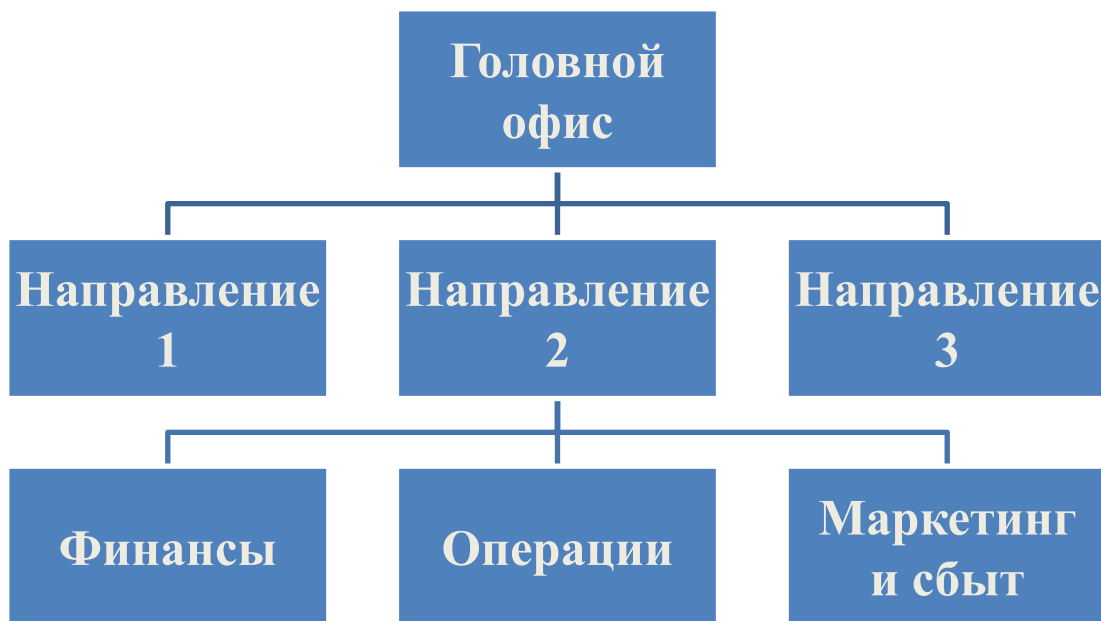 Головной
офис
Направление
1
Направление
2
Направление
3
Финансы
Операции
Маркетинг
и сбыт